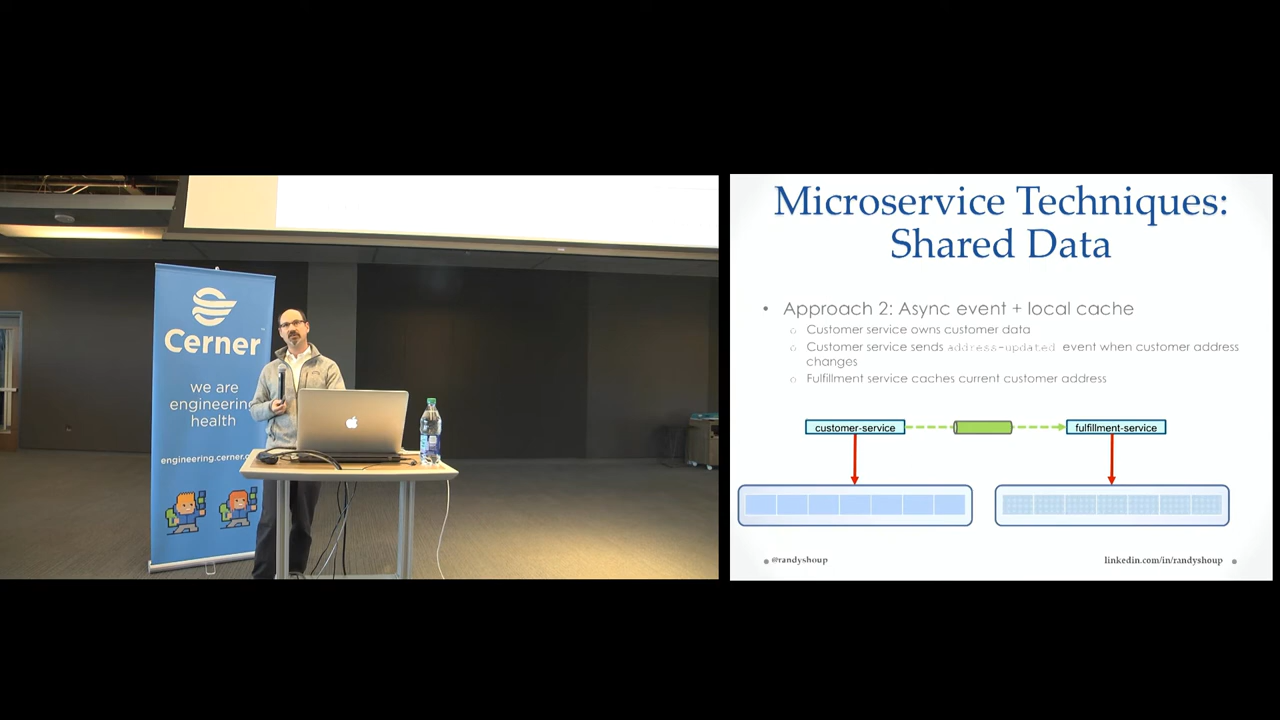 Cerner
we are
engineering
health
engineering.cerner.c
Microservice Techniques:
Shared Data
• Approach 2: Async event + local cache
o Customer service owns customer data
o Customer service sends address-updated event when customer address
changes
o Fulfillment service caches current customer address
customer-service
fulfillment-service
@randyshoup
linkedin.com/in/randyshoup